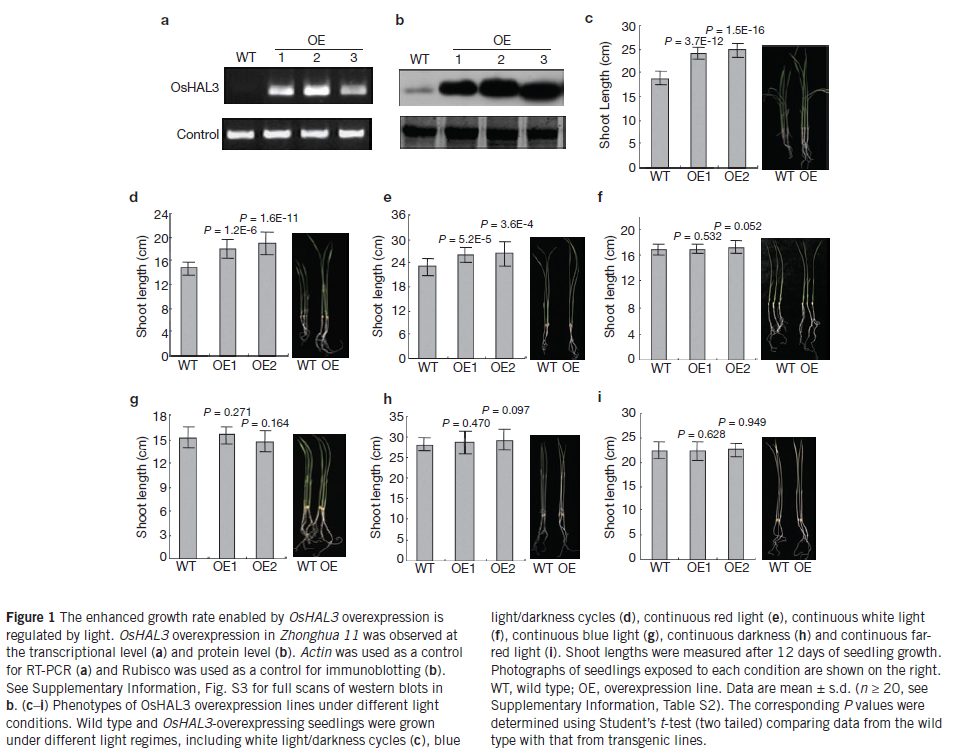 a
OE
WT 1 2 3
OsHAL3
Control
b
OE
WT 1 2 3
c
Shoot Length (cm)
30
25
20
15
10
5
0
P = 3.7E-12
P = 1.5E-16
WT OE1 OE2 WT OE
d
Shoot length (cm)
24
20
16
12
8
4
0
P = 1.2E-6
P = 1.6E-11
WT OE1 OE2 WT OE
e
Shoot length (cm)
36
30
24
18
12
6
0
P = 5.2E-5
P = 3.6E-4
WT OE1 OE2 WT OE
f
Shoot length (cm)
20
16
12
8
4
0
P = 0.532
P = 0.052
WT OE1 OE2 WT OE
g
Shoot length (cm)
18
15
12
9
6
3
0
P = 0.271
P = 0.164
WT OE1 OE2 WT OE
h
Shoot length (cm)
35
30
25
20
15
10
5
0
P = 0.470
P = 0.097
WT OE1 OE2 WT OE
i
Shoot length (cm)
30
25
20
15
10
5
0
P = 0.628
P = 0.949
WT OE1 OE2 WT OE
Figure 1 The enhanced growth rate enabled by OsHAL3 overexpression is
regulated by light. OsHAL3 overexpression in Zhonghua 11 was observed at
the transcriptional level (a) and protein level (b). Actin was used as a control
for RT-PCR (a) and Rubisco was used as a control for immunoblotting (b).
See Supplementary Information, Fig. S3 for full scans of western blots in
b. (c–i) Phenotypes of OsHAL3 overexpression lines under different light
conditions. Wild type and OsHAL3-overexpressing seedlings were grown
under different light regimes, including white light/darkness cycles (c), blue
light/darkness cycles (d), continuous red light (e), continuous white light
(f), continuous blue light (g), continuous darkness (h) and continuous far-
red light (i). Shoot lengths were measured after 12 days of seedling growth.
Photographs of seedlings exposed to each condition are shown on the right.
WT, wild type; OE, overexpression line. Data are mean ± s.d. (n ≥ 20, see
Supplementary Information, Table S2). The corresponding P values were
determined using Student's t-test (two tailed) comparing data from the wild
type with that from transgenic lines.